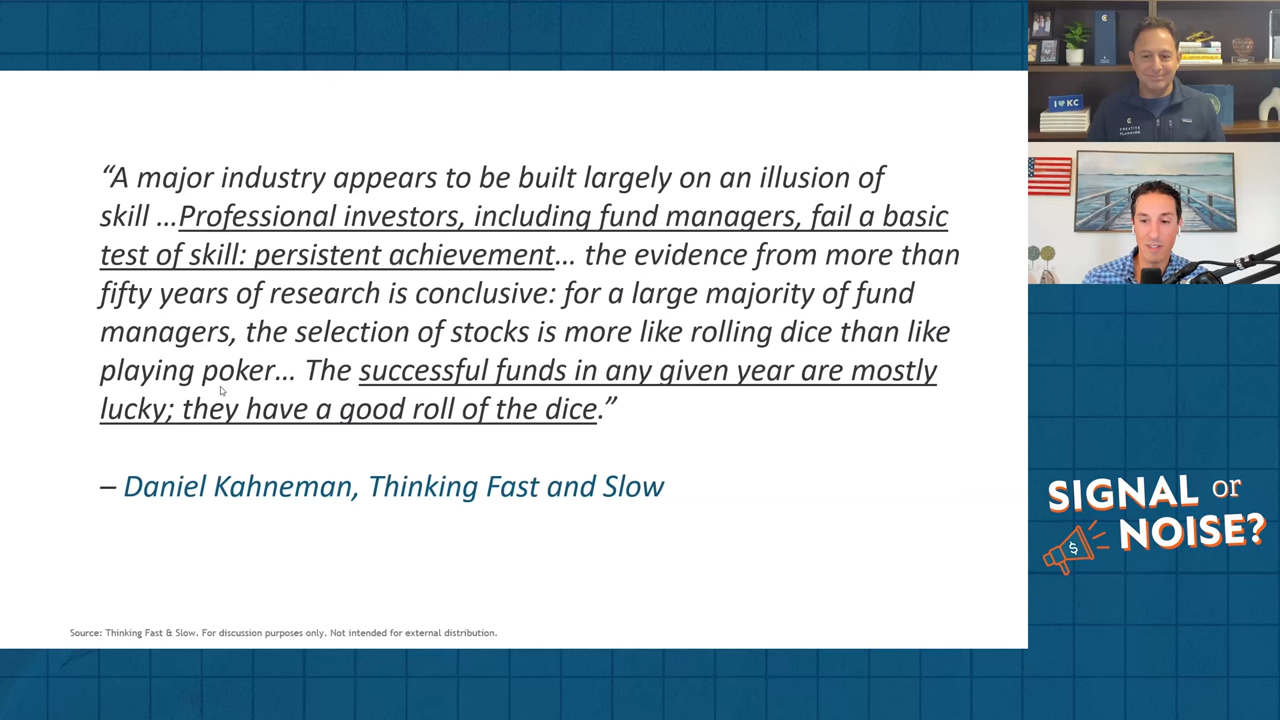 “A major industry appears to be built largely on an illusion of
skill …Professional investors, including fund managers, fail a basic
test of skill: persistent achievement… the evidence from more than
fifty years of research is conclusive: for a large majority of fund
managers, the selection of stocks is more like rolling dice than like
playing poker… The successful funds in any given year are mostly
lucky; they have a good roll of the dice.”
– Daniel Kahneman, Thinking Fast and Slow
Source: Thinking Fast & Slow. For discussion purposes only. Not intended for external distribution.
I ♥ KC
CREATIVE
PLANNING
SIGNAL or
NOISE?
$